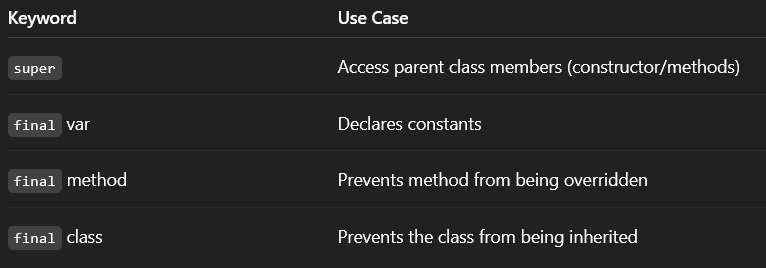 Keyword Use Case
super Access parent class members (constructor/methods)
final var Declares constants
final method Prevents method from being overridden
final class Prevents the class from being inherited